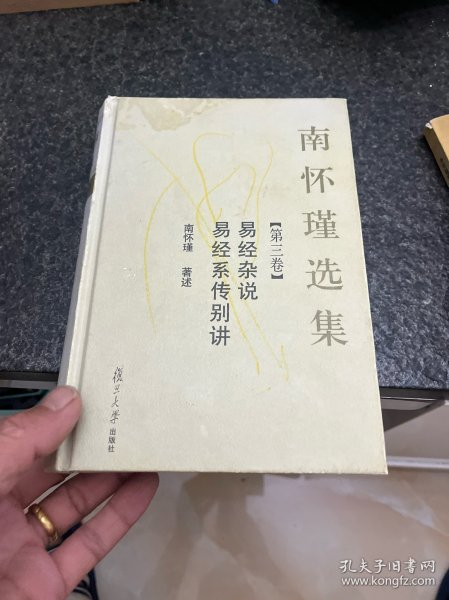 南怀瑾选集
【第三卷】
易经杂说
易经系传别讲
南怀瑾 著述
復旦大学出版社
孔夫子旧书网
www.kongfz.com